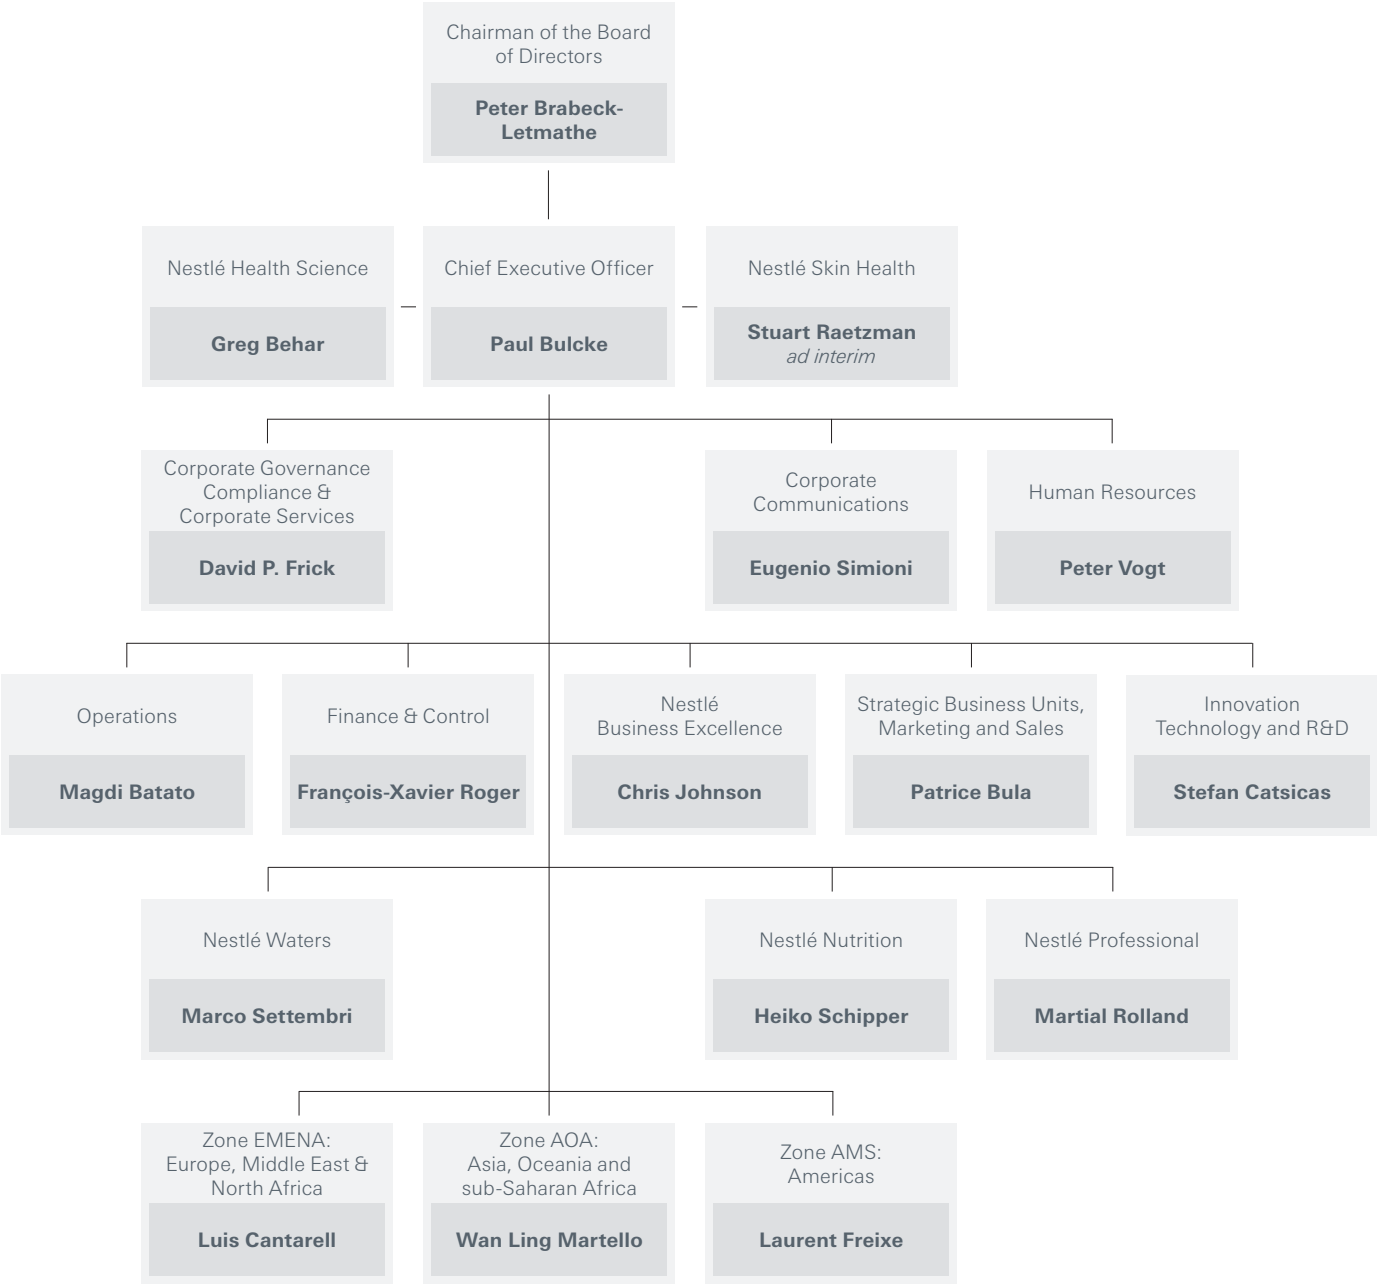 Chairman of the Board
of Directors
Peter Brabeck-
Letmathe
Nestlé Health Science
Greg Behar
Chief Executive Officer
Paul Bulcke
Nestlé Skin Health
Stuart Raetzman
ad interim
Corporate Governance
Compliance &
Corporate Services
David P. Frick
Corporate
Communications
Eugenio Simioni
Human Resources
Peter Vogt
Operations
Magdi Batato
Finance & Control
François-Xavier Roger
Nestlé
Business Excellence
Chris Johnson
Strategic Business Units,
Marketing and Sales
Patrice Bula
Innovation
Technology and R&D
Stefan Catsicas
Nestlé Waters
Marco Settembri
Nestlé Nutrition
Heiko Schipper
Nestlé Professional
Martial Rolland
Zone EMENA:
Europe, Middle East &
North Africa
Luis Cantarell
Zone AOA:
Asia, Oceania and
sub-Saharan Africa
Wan Ling Martello
Zone AMS:
Americas
Laurent Freixe